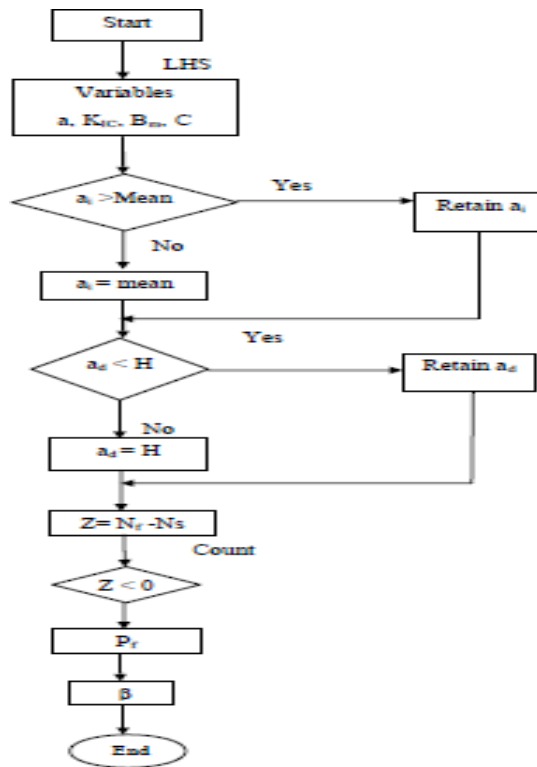 Start
LHS
Variables
a, K_IC, B_m, C
a_i >Mean
Yes
Retain a_i
No
a_i = mean
Yes
a_d < H
Retain a_d
No
a_d = H
Z= N_f -Ns
Count
Z < 0
P_f
β
End